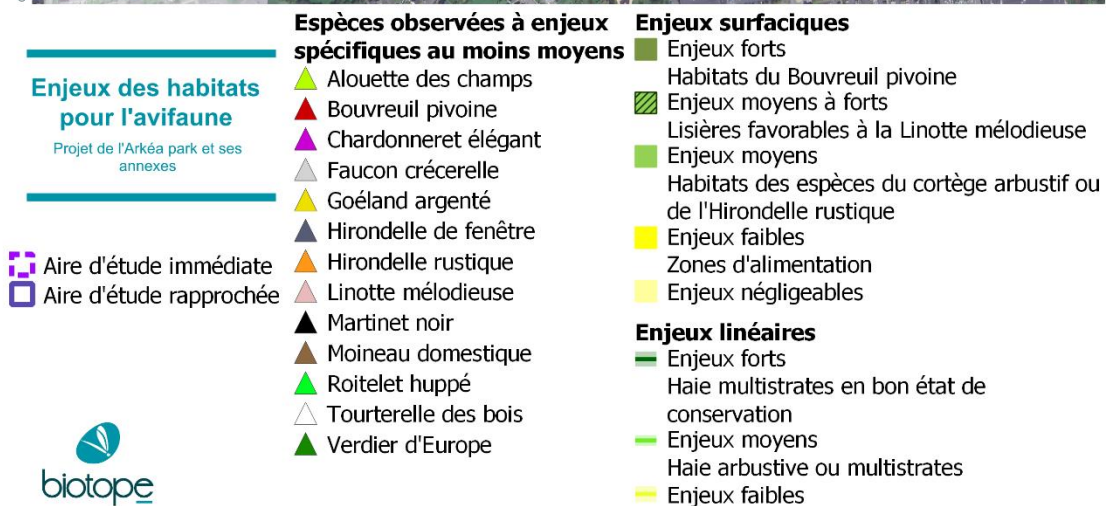 Enjeux des habitats
pour l'avifaune
Projet de l'Arkéa park et ses
annexes
Aire d'étude immédiate
Aire d'étude rapprochée
biotope
Espèces observées à enjeux
spécifiques au moins moyens
Alouette des champs
Bouvreuil pivoine
Chardonneret élégant
Faucon crécerelle
Goéland argenté
Hirondelle de fenêtre
Hirondelle rustique
Linotte mélodieuse
Martinet noir
Moineau domestique
Roitelet huppé
Tourterelle des bois
Verdier d'Europe
Enjeux surfaciques
Enjeux forts
Habitats du Bouvreuil pivoine
Enjeux moyens à forts
Lisières favorables à la Linotte mélodieuse
Enjeux moyens
Habitats des espèces du cortège arbustif ou
de l'Hirondelle rustique
Enjeux faibles
Zones d'alimentation
Enjeux négligeables
Enjeux linéaires
Enjeux forts
Haie multistrates en bon état de
conservation
Enjeux moyens
Haie arbustive ou multistrates
Enjeux faibles